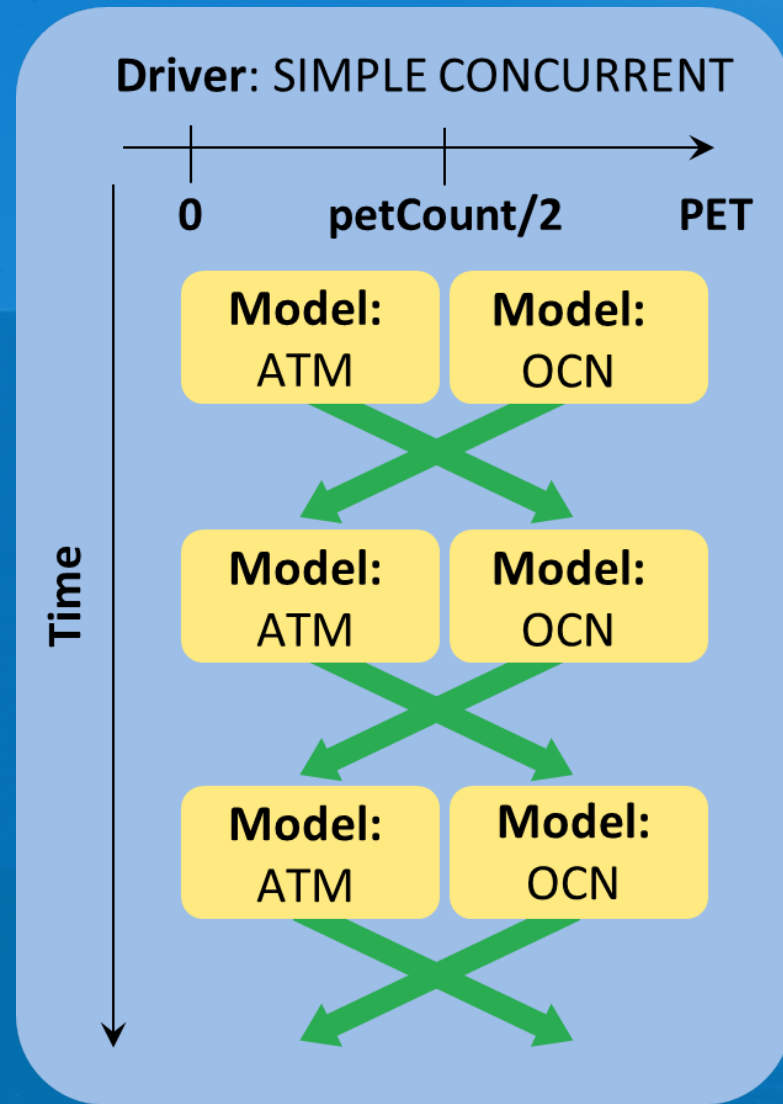 Driver: SIMPLE CONCURRENT
0 petCount/2 PET
Model: Model:
ATM OCN
Time
Model: Model:
ATM OCN
Model: Model:
ATM OCN